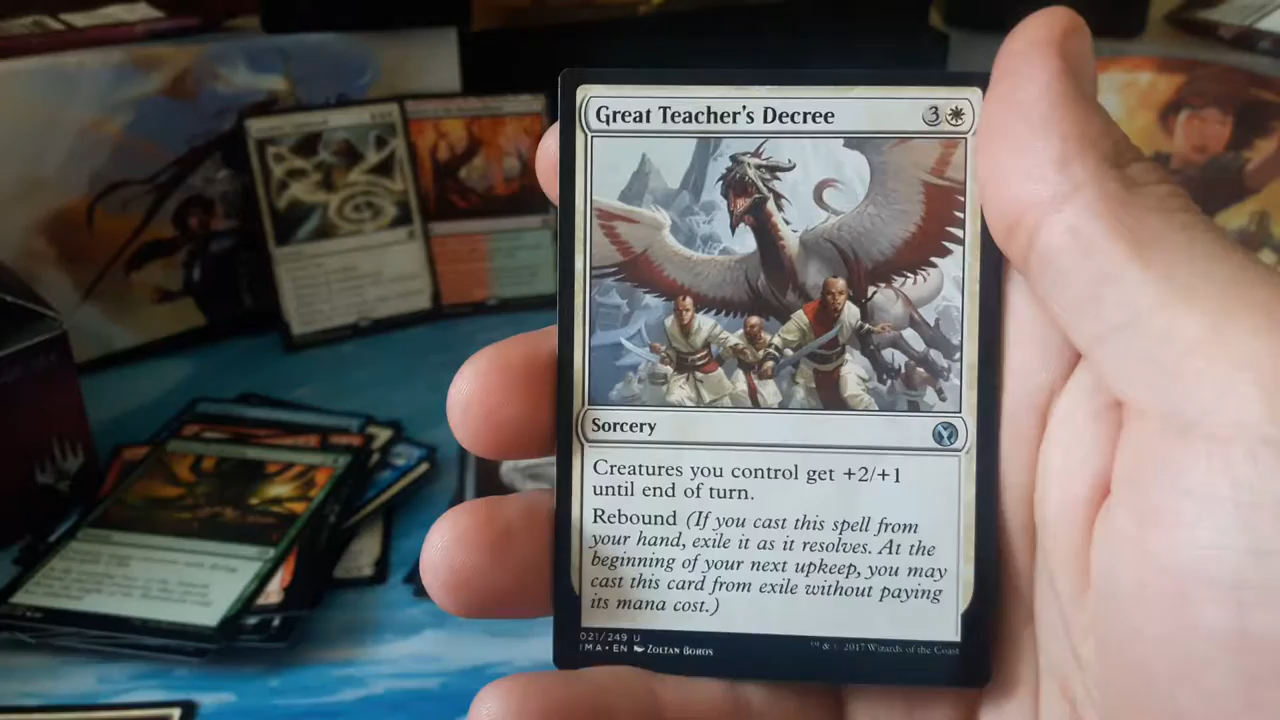 Great Teacher's Decree 3
Sorcery
Creatures you control get +2/+1
until end of turn.
Rebound (If you cast this spell from
your hand, exile it as it resolves. At the
beginning of your next upkeep, you may
cast this card from exile without paying
its mana cost.)
021/249 U
IMA • EN Zoltan Boros
™ & © 2017 Wizards of the Coast